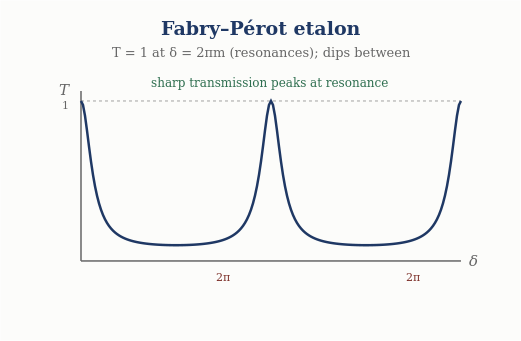 Fabry–Pérot etalon
T = 1 at δ = 2πm (resonances); dips between
sharp transmission peaks at resonance
T
1
δ
2π 2π